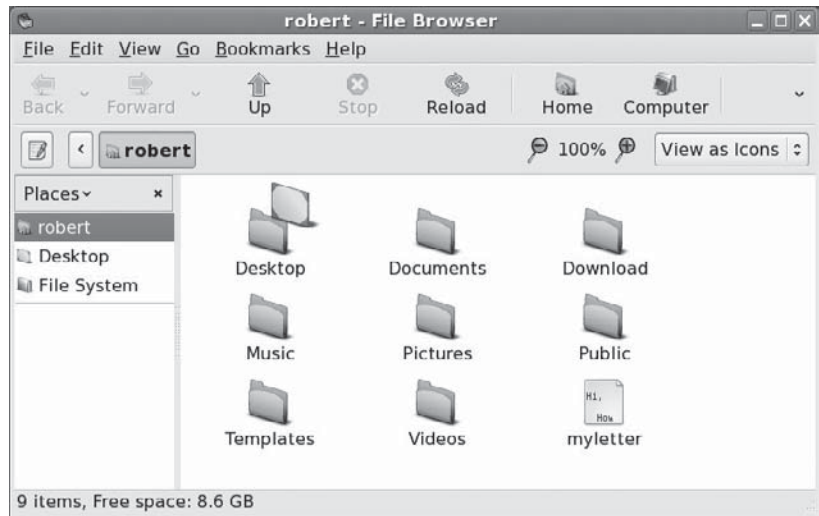 robert - File Browser
File Edit View Go Bookmarks Help
Back Forward Up Stop Reload Home Computer
robert 100% View as Icons
Places
robert
Desktop
File System
Desktop Documents Download
Music Pictures Public
Hi,
How
Templates Videos myletter
9 items, Free space: 8.6 GB